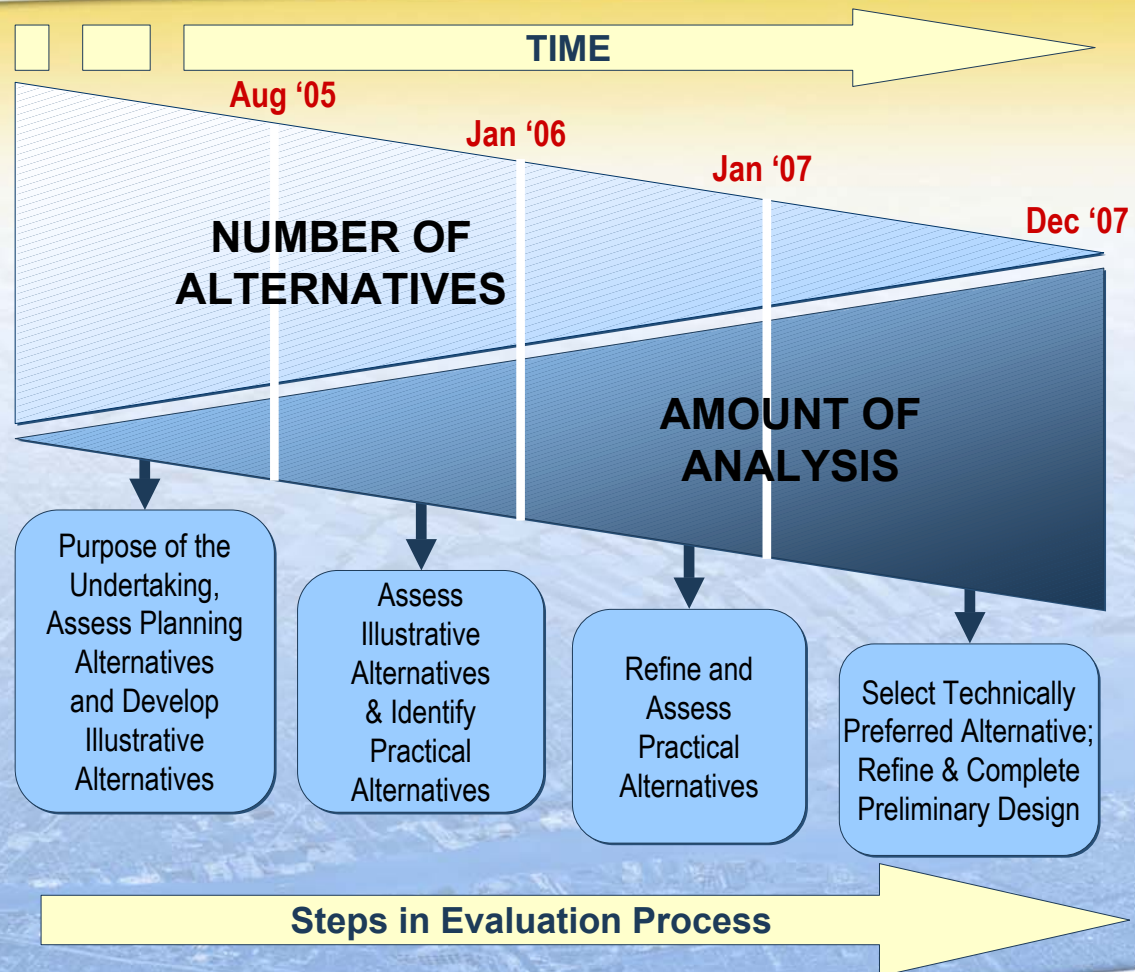 TIME
Aug ‘05
Jan ‘06
Jan ‘07
Dec ‘07
NUMBER OF
ALTERNATIVES
AMOUNT OF
ANALYSIS
Purpose of the
Undertaking,
Assess Planning
Alternatives
and Develop
Illustrative
Alternatives
Assess
Illustrative
Alternatives
& Identify
Practical
Alternatives
Refine and
Assess
Practical
Alternatives
Select Technically
Preferred Alternative;
Refine & Complete
Preliminary Design
Steps in Evaluation Process